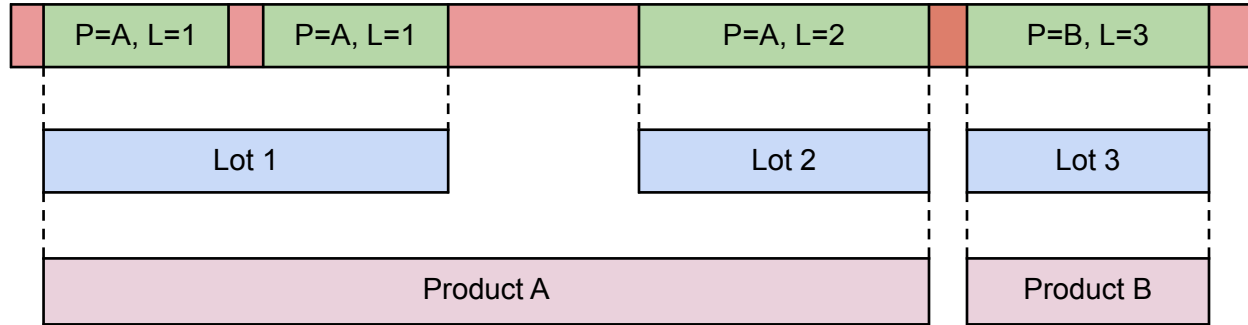 P=A, L=1 P=A, L=1 P=A, L=2 P=B, L=3
Lot 1 Lot 2 Lot 3
Product A Product B